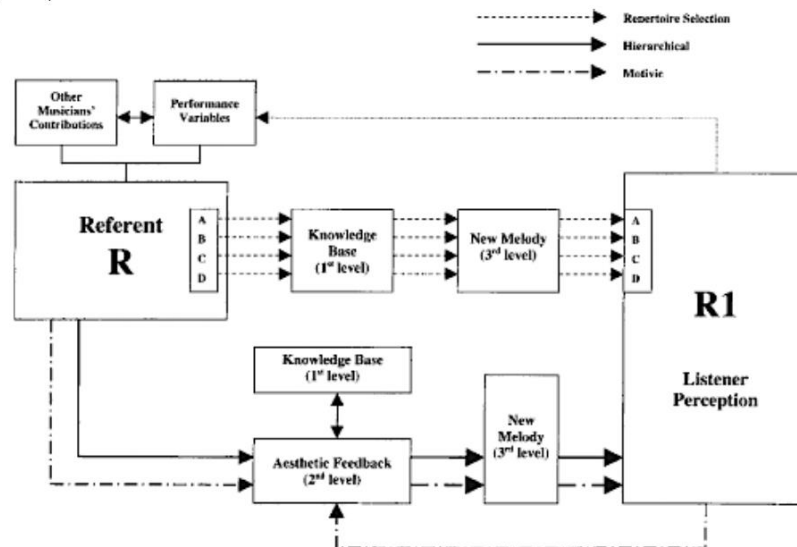 Repertoire Selection
Hierarchical
Motivic
Other
Musicians'
Contributions
Performance
Variables
Referent
R
A
B
C
D
Knowledge
Base
(1st level)
New Melody
(3rd level)
A
B
C
D
R1
Listener
Perception
Knowledge Base
(1st level)
Aesthetic Feedback
(2nd level)
New
Melody
(3rd level)